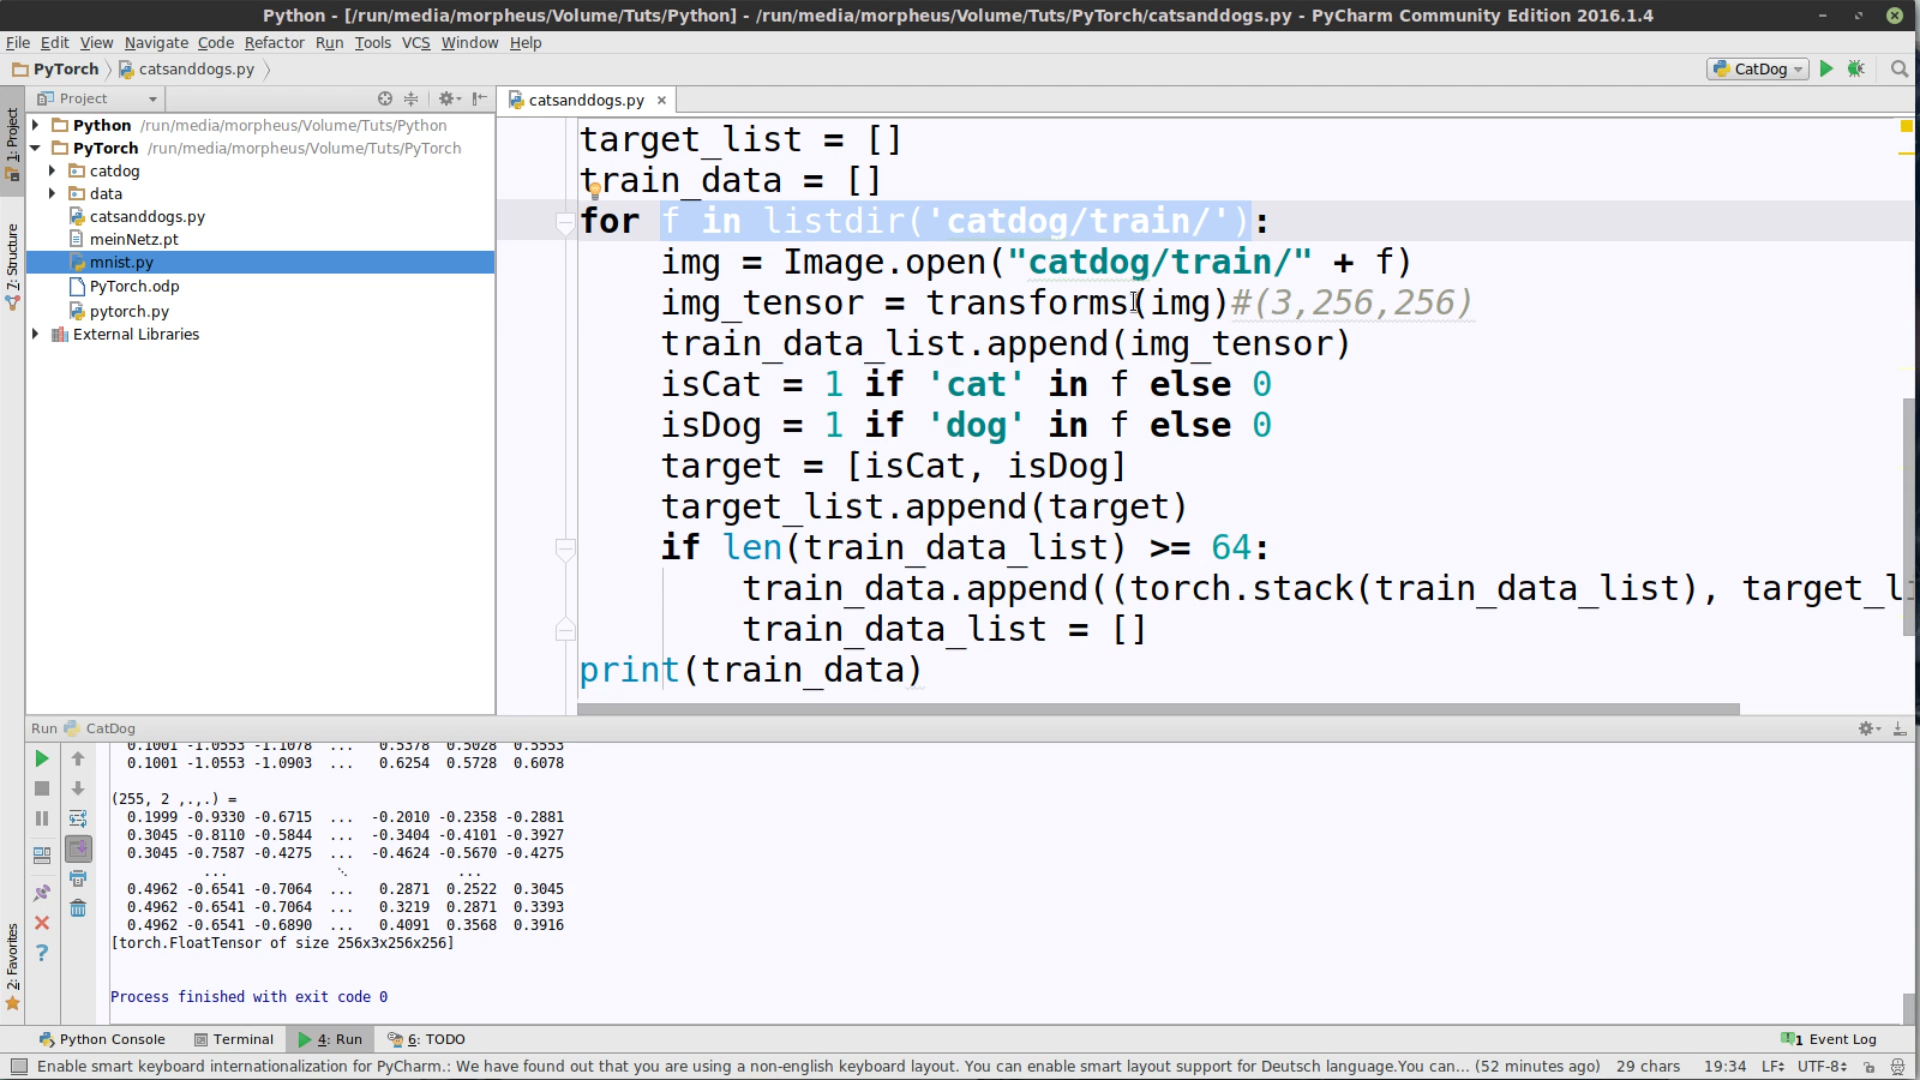 Python - [/run/media/morpheus/Volume/Tuts/Python] - /run/media/morpheus/Volume/Tuts/PyTorch/catsanddogs.py - PyCharm Community Edition 2016.1.4
File Edit View Navigate Code Refactor Run Tools VCS Window Help
PyTorch catsanddogs.py CatDog
Project catsanddogs.py
1: Project
Python /run/media/morpheus/Volume/Tuts/Python
PyTorch /run/media/morpheus/Volume/Tuts/PyTorch
catdog
data
catsanddogs.py
meinNetz.pt
mnist.py
PyTorch.odp
pytorch.py
External Libraries
7: Structure
target_list = []
train_data = []
for f in listdir('catdog/train/'):
img = Image.open("catdog/train/" + f)
img_tensor = transforms(img)#(3,256,256)
train_data_list.append(img_tensor)
isCat = 1 if 'cat' in f else 0
isDog = 1 if 'dog' in f else 0
target = [isCat, isDog]
target_list.append(target)
if len(train_data_list) >= 64:
train_data.append((torch.stack(train_data_list), target_l
train_data_list = []
print(train_data)
Run CatDog
0.1001 -1.0553 -1.1078 ... 0.5378 0.5028 0.5553
0.1001 -1.0553 -1.0903 ... 0.6254 0.5728 0.6078
(255, 2 ,.,.) =
0.1999 -0.9330 -0.6715 ... -0.2010 -0.2358 -0.2881
0.3045 -0.8110 -0.5844 ... -0.3404 -0.4101 -0.3927
0.3045 -0.7587 -0.4275 ... -0.4624 -0.5670 -0.4275
... ⋱ ...
0.4962 -0.6541 -0.7064 ... 0.2871 0.2522 0.3045
0.4962 -0.6541 -0.7064 ... 0.3219 0.2871 0.3393
0.4962 -0.6541 -0.6890 ... 0.4091 0.3568 0.3916
[torch.FloatTensor of size 256x3x256x256]
Process finished with exit code 0
2: Favorites
Python Console Terminal 4: Run 6: TODO 1 Event Log
Enable smart keyboard internationalization for PyCharm.: We have found out that you are using a non-english keyboard layout. You can enable smart layout support for Deutsch language.You can... (52 minutes ago) 29 chars 19:34 LF UTF-8